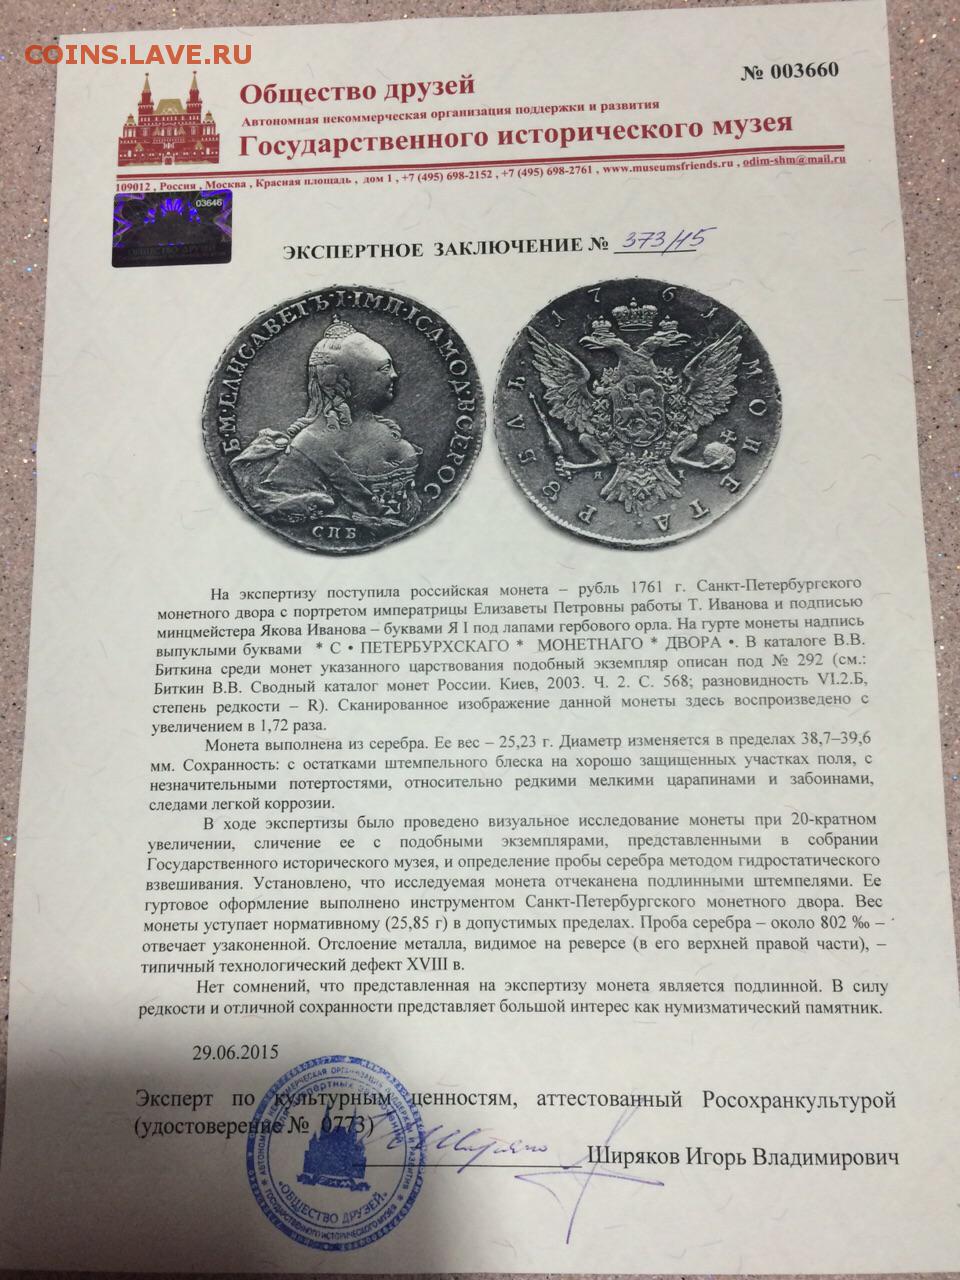 COINS.LAVE.RU
№ 003660
Общество друзей
Автономная некоммерческая организация поддержки и развития
Государственного исторического музея
109012 , Россия , Москва , Красная площадь , дом 1 , +7 (495) 698-2152 , +7 (495) 698-2761 , www.museumsfriends.ru , odim-shm@mail.ru
03646
ОБЩЕСТВО ДРУЗЕЙ
ЭКСПЕРТНОЕ ЗАКЛЮЧЕНИЕ № 373/15
Б·М·ЕЛИСАВЕТЪ·I·IМП·IСАМОД·ВСЕРОС
СПБ
1761
МОНЕТА РУБЛЬ
Я I
На экспертизу поступила российская монета – рубль 1761 г. Санкт-Петербургского
монетного двора с портретом императрицы Елизаветы Петровны работы Т. Иванова и подписью
минцмейстера Якова Иванова – буквами Я I под лапами гербового орла. На гурте монеты надпись
выпуклыми буквами * С • ПЕТЕРБУРХСКАГО * МОНЕТНАГО * ДВОРА •. В каталоге В.В.
Биткина среди монет указанного царствования подобный экземпляр описан под № 292 (см.:
Биткин В.В. Сводный каталог монет России. Киев, 2003. Ч. 2. С. 568; разновидность VI.2.Б,
степень редкости – R). Сканированное изображение данной монеты здесь воспроизведено с
увеличением в 1,72 раза.
Монета выполнена из серебра. Ее вес – 25,23 г. Диаметр изменяется в пределах 38,7–39,6
мм. Сохранность: с остатками штемпельного блеска на хорошо защищенных участках поля, с
незначительными потертостями, относительно редкими мелкими царапинами и забоинами,
следами легкой коррозии.
В ходе экспертизы было проведено визуальное исследование монеты при 20-кратном
увеличении, сличение ее с подобными экземплярами, представленными в собрании
Государственного исторического музея, и определение пробы серебра методом гидростатического
взвешивания. Установлено, что исследуемая монета отчеканена подлинными штемпелями. Ее
гуртовое оформление выполнено инструментом Санкт-Петербургского монетного двора. Вес
монеты уступает нормативному (25,85 г) в допустимых пределах. Проба серебра – около 802 ‰ –
отвечает узаконенной. Отслоение металла, видимое на реверсе (в его верхней правой части), –
типичный технологический дефект XVIII в.
Нет сомнений, что представленная на экспертизу монета является подлинной. В силу
редкости и отличной сохранности представляет большой интерес как нумизматический памятник.
29.06.2015
Эксперт по культурным ценностям, аттестованный Росохранкультурой
(удостоверение № 0773)
Ширяков Игорь Владимирович
АВТОНОМНАЯ НЕКОММЕРЧЕСКАЯ ОРГАНИЗАЦИЯ ПОДДЕРЖКИ И РАЗВИТИЯ
ГОСУДАРСТВЕННОГО ИСТОРИЧЕСКОГО МУЗЕЯ
«ОБЩЕСТВО ДРУЗЕЙ»